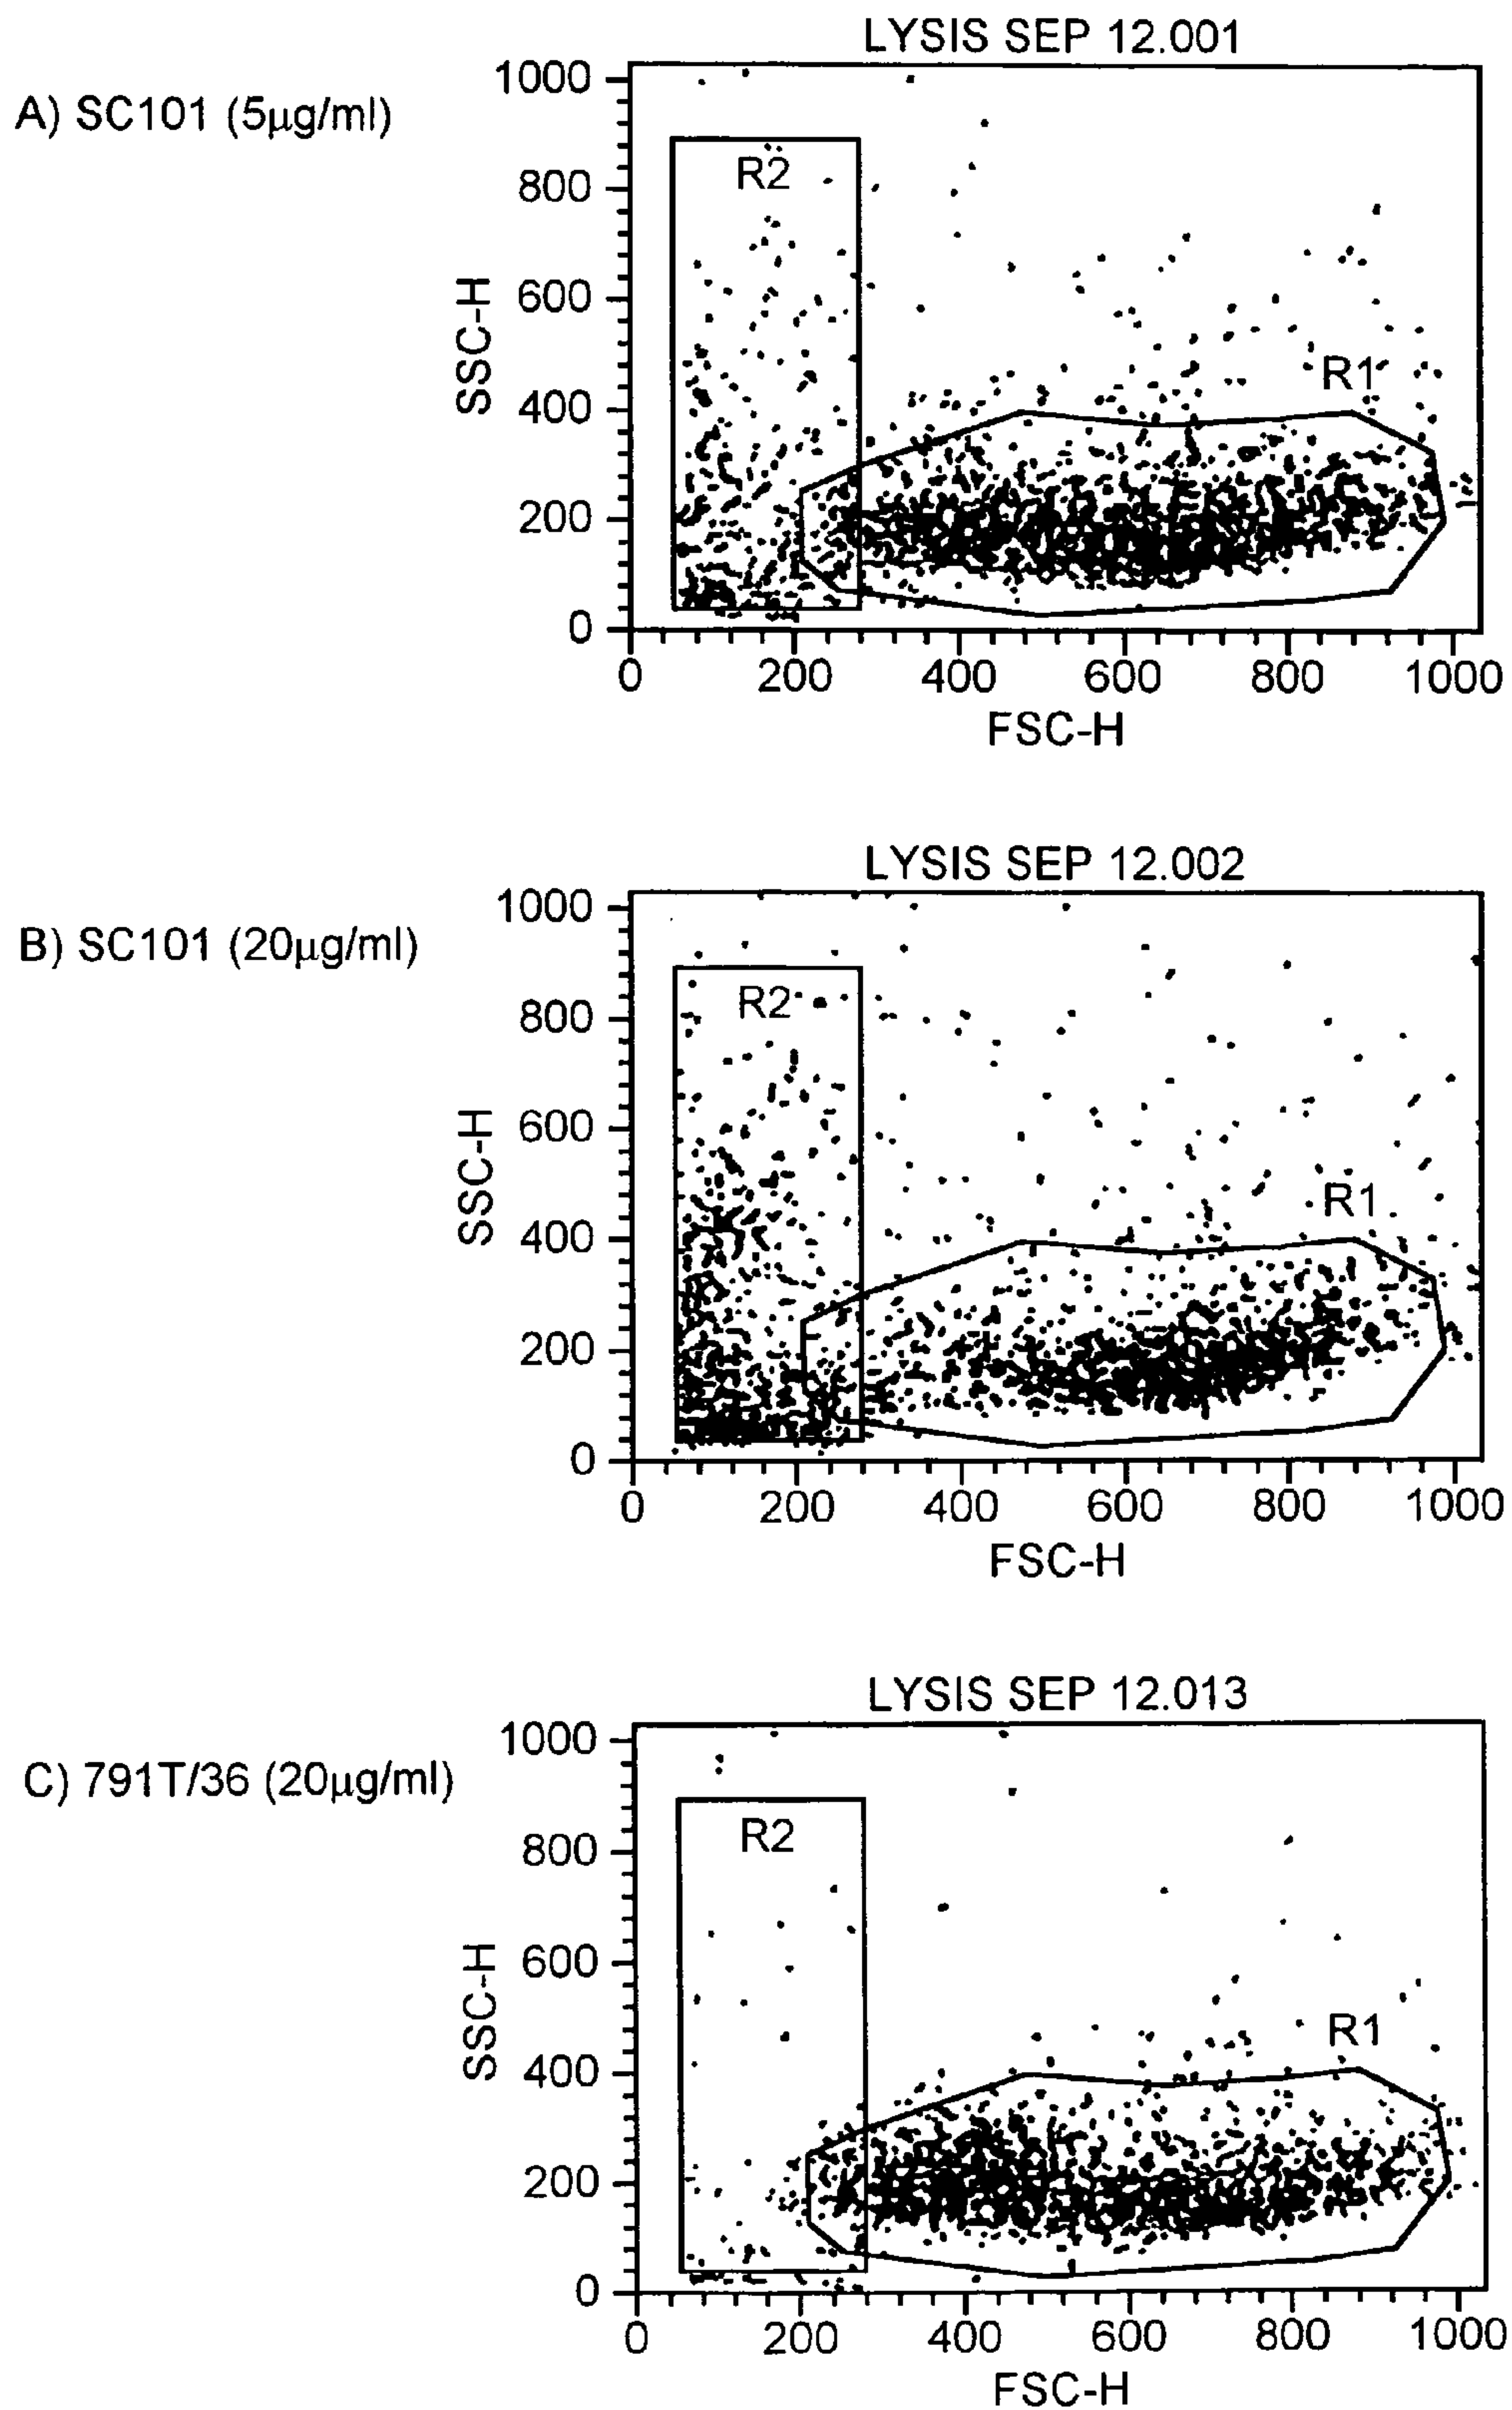 LYSIS SEP 12.001
A) SC101 (5µg/ml)
1000
800
600
400
200
0
SSC-H
R2
R1
0 200 400 600 800 1000
FSC-H
LYSIS SEP 12.002
B) SC101 (20µg/ml)
1000
800
600
400
200
0
SSC-H
R2
R1
0 200 400 600 800 1000
FSC-H
LYSIS SEP 12.013
C) 791T/36 (20µg/ml)
1000
800
600
400
200
0
SSC-H
R2
R1
0 200 400 600 800 1000
FSC-H